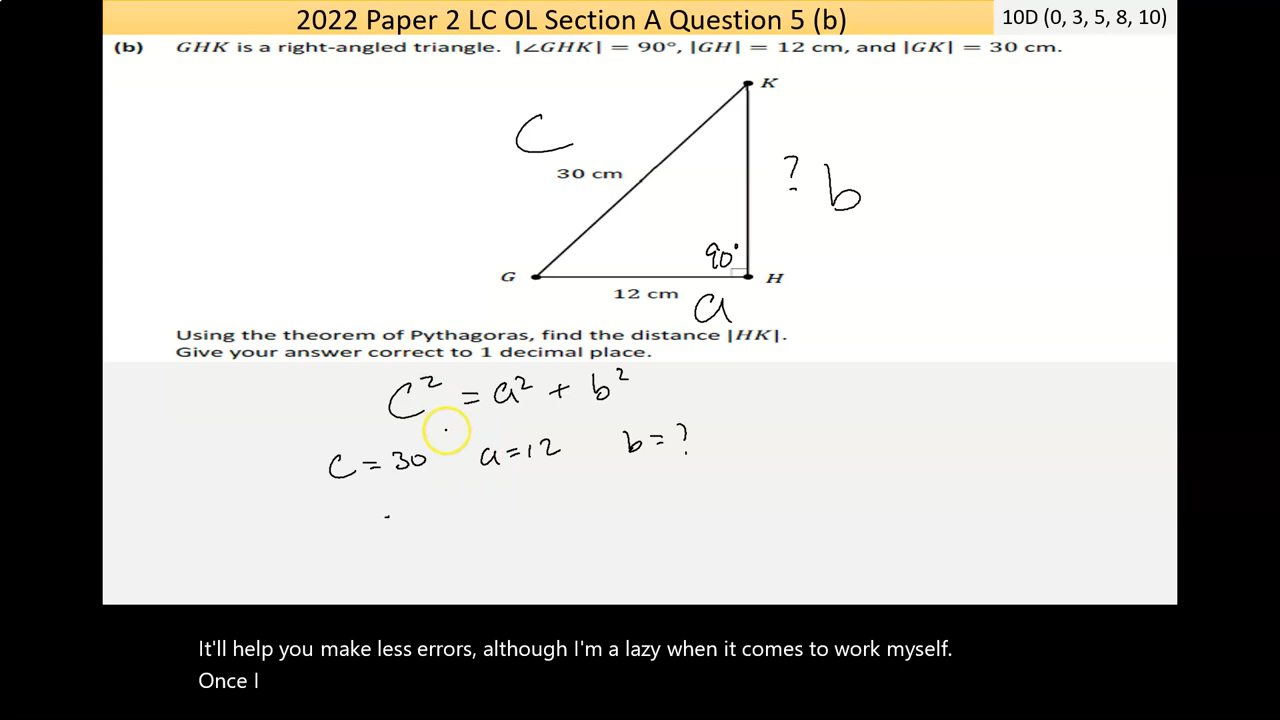 2022 Paper 2 LC OL Section A Question 5 (b)
10D (0, 3, 5, 8, 10)
(b) GHK is a right-angled triangle. |∠GHK| = 90°, |GH| = 12 cm, and |GK| = 30 cm.
K
C
30 cm
? b
90°
G
H
12 cm
a
Using the theorem of Pythagoras, find the distance |HK|.
Give your answer correct to 1 decimal place.
C² = a² + b²
C = 30 a = 12 b = ?
It'll help you make less errors, although I'm a lazy when it comes to work myself.
Once I